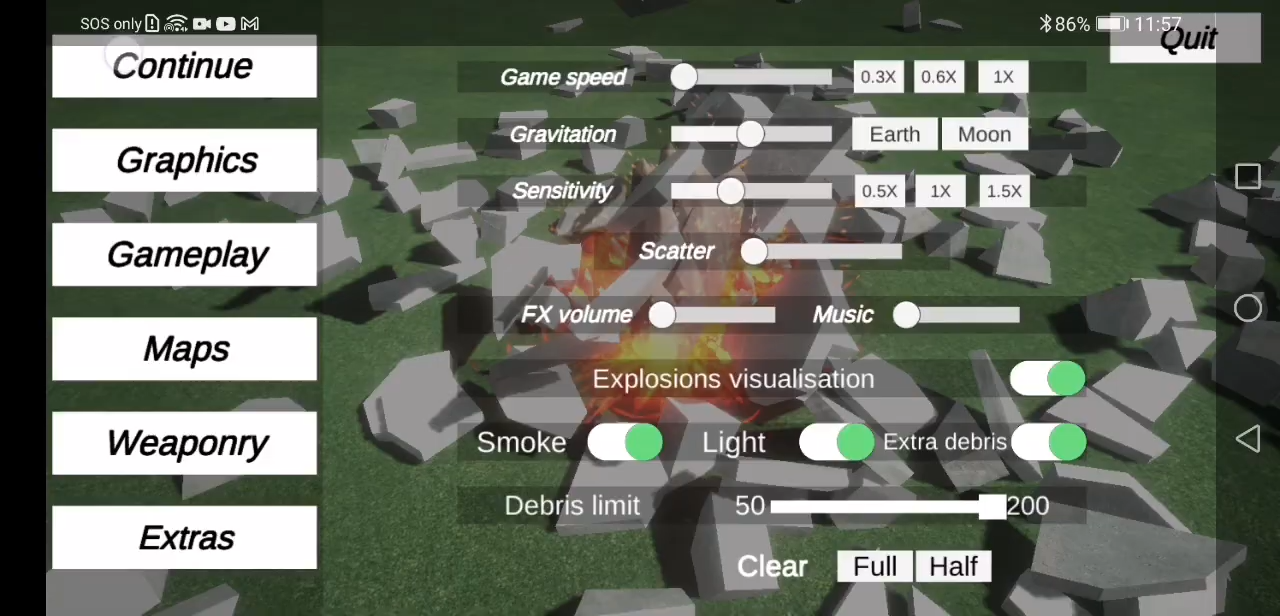 SOS only 86% 11:57
Quit
Continue
Graphics
Gameplay
Maps
Weaponry
Extras
Game speed 0.3X 0.6X 1X
Gravitation Earth Moon
Sensitivity 0.5X 1X 1.5X
Scatter
FX volume Music
Explosions visualisation
Smoke Light Extra debris
Debris limit 50 200
Clear Full Half